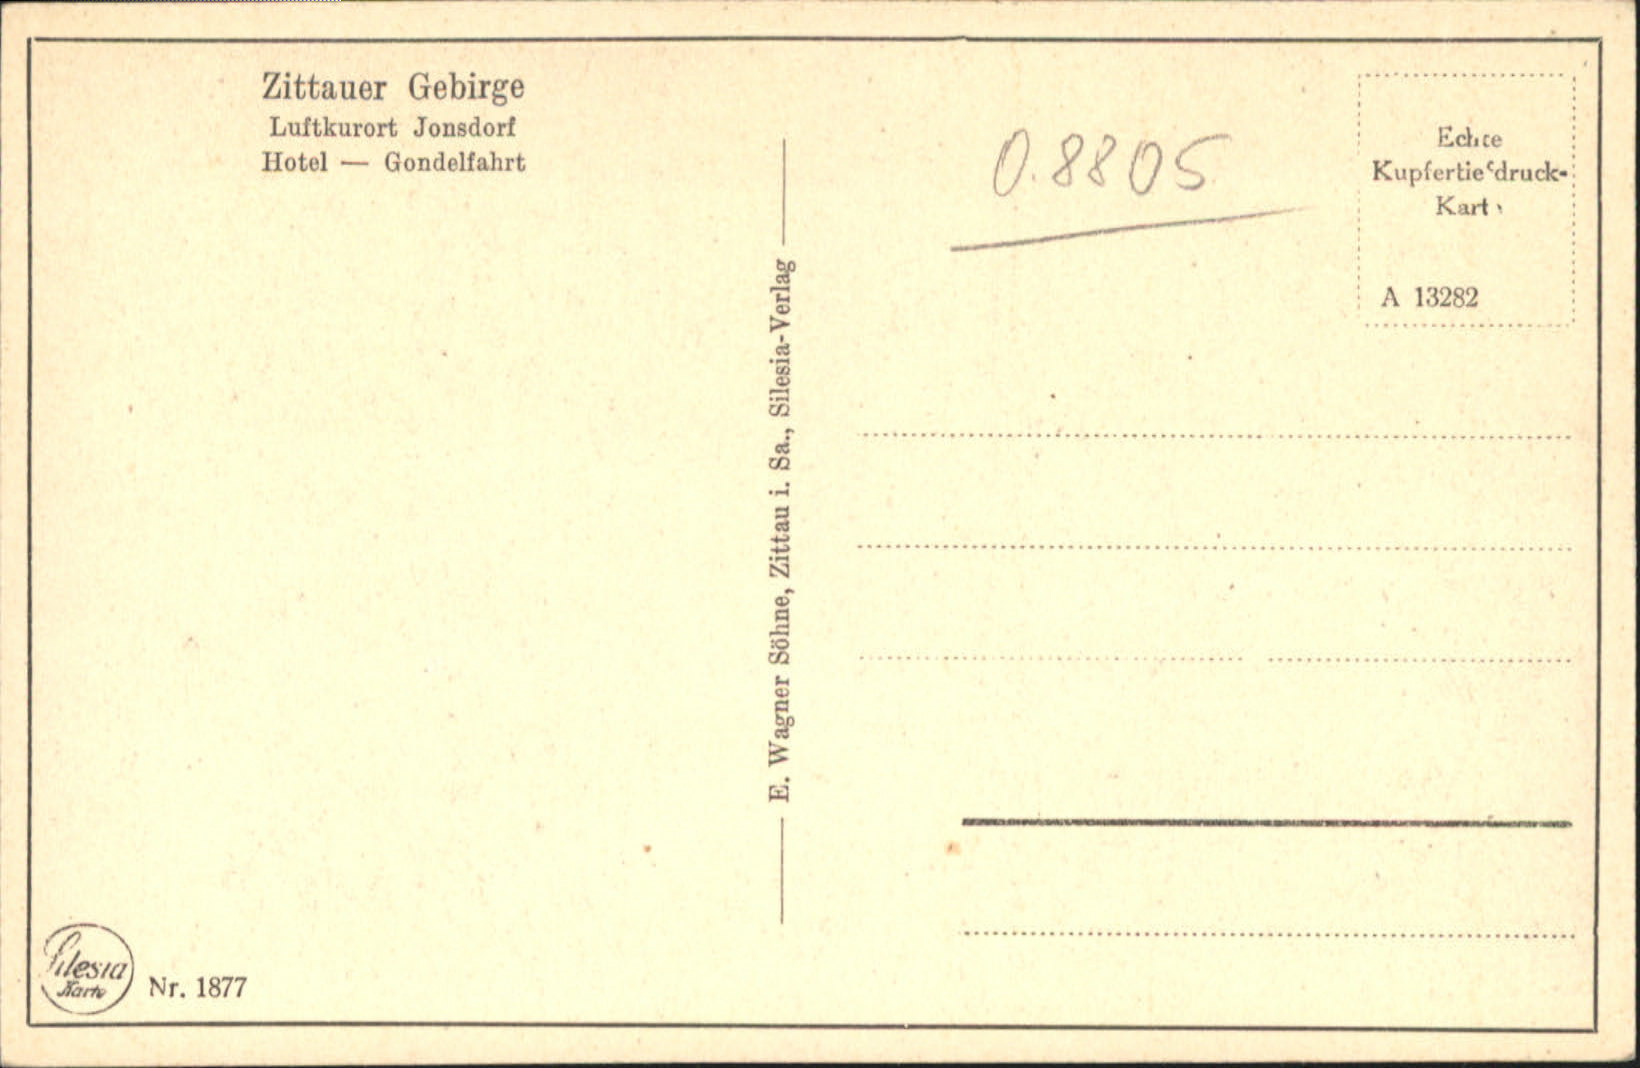 Zittauer Gebirge
Luftkurort Jonsdorf
Hotel — Gondelfahrt
E. Wagner Söhne, Zittau i. Sa., Silesia-Verlag
0.8805
Echte
Kupfertiefdruck-
Karte
A 13282
Silesia
Karte
Nr. 1877